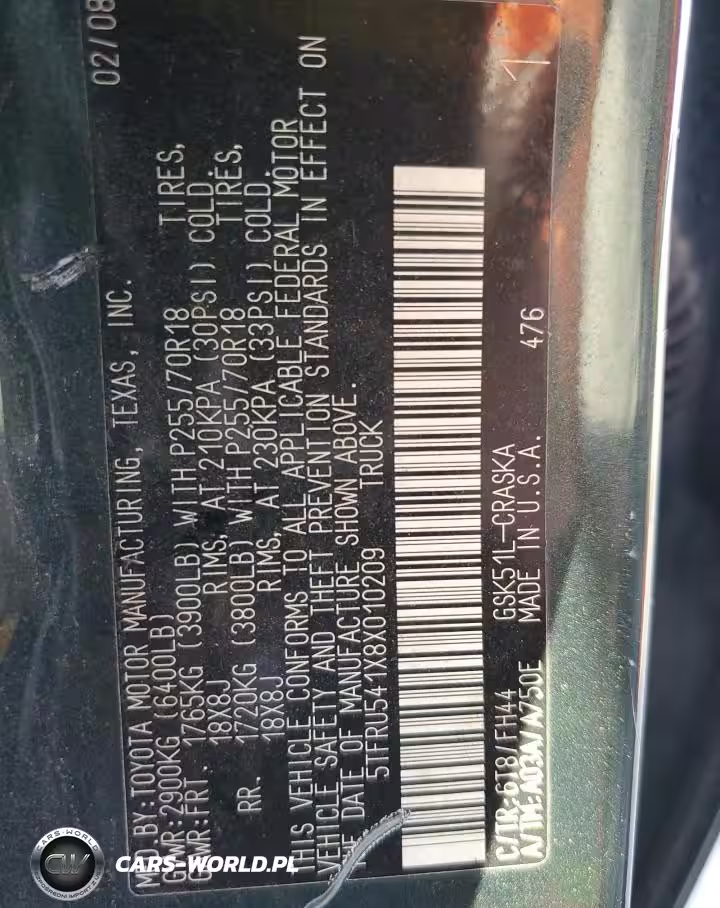 MFD BY:TOYOTA MOTOR MANUFACTURING, TEXAS, INC. 02/08
GVWR:2900KG (6400LB)
GAWR:FRT. 1765KG (3900LB) WITH P255/70R18 TIRES,
18X8J RIMS, AT 210KPA (30PSI) COLD.
RR. 1720KG (3800LB) WITH P255/70R18 TIRES,
18X8J RIMS, AT 230KPA (33PSI) COLD.
THIS VEHICLE CONFORMS TO ALL APPLICABLE FEDERAL MOTOR
VEHICLE SAFETY AND THEFT PREVENTION STANDARDS IN EFFECT ON
THE DATE OF MANUFACTURE SHOWN ABOVE.
5TFRU541X8X010209 TRUCK
C/TR:6T8/FH44 GSK51L-CRASKA
A/TM:A03A/A750E MADE IN U.S.A. 476
1
CARS-WORLD.PL
CW